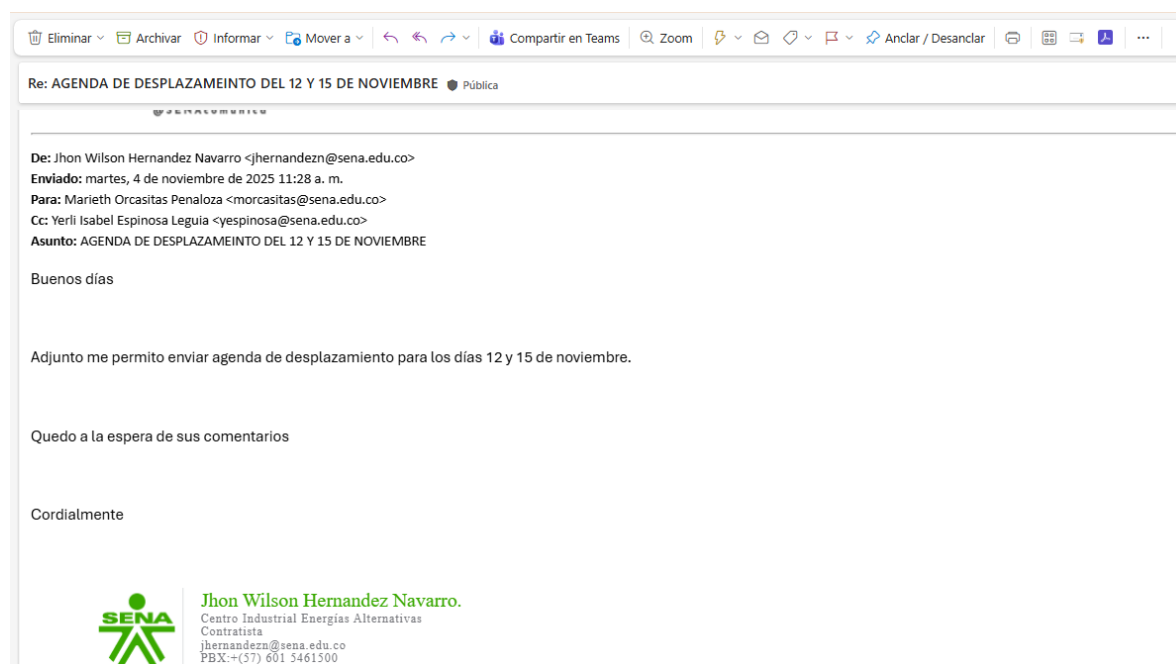 Eliminar Archivar Informar Mover a Compartir en Teams Zoom Anclar / Desanclar ...
Re: AGENDA DE DESPLAZAMEINTO DEL 12 Y 15 DE NOVIEMBRE Pública
@SENAcomunica
De: Jhon Wilson Hernandez Navarro <jhernandezn@sena.edu.co>
Enviado: martes, 4 de noviembre de 2025 11:28 a. m.
Para: Marieth Orcasitas Penaloza <morcasitas@sena.edu.co>
Cc: Yerli Isabel Espinosa Leguia <yespinosa@sena.edu.co>
Asunto: AGENDA DE DESPLAZAMEINTO DEL 12 Y 15 DE NOVIEMBRE
Buenos días
Adjunto me permito enviar agenda de desplazamiento para los días 12 y 15 de noviembre.
Quedo a la espera de sus comentarios
Cordialmente
SENA
Jhon Wilson Hernandez Navarro.
Centro Industrial Energías Alternativas
Contratista
jhernandezn@sena.edu.co
PBX:+(57) 601 5461500